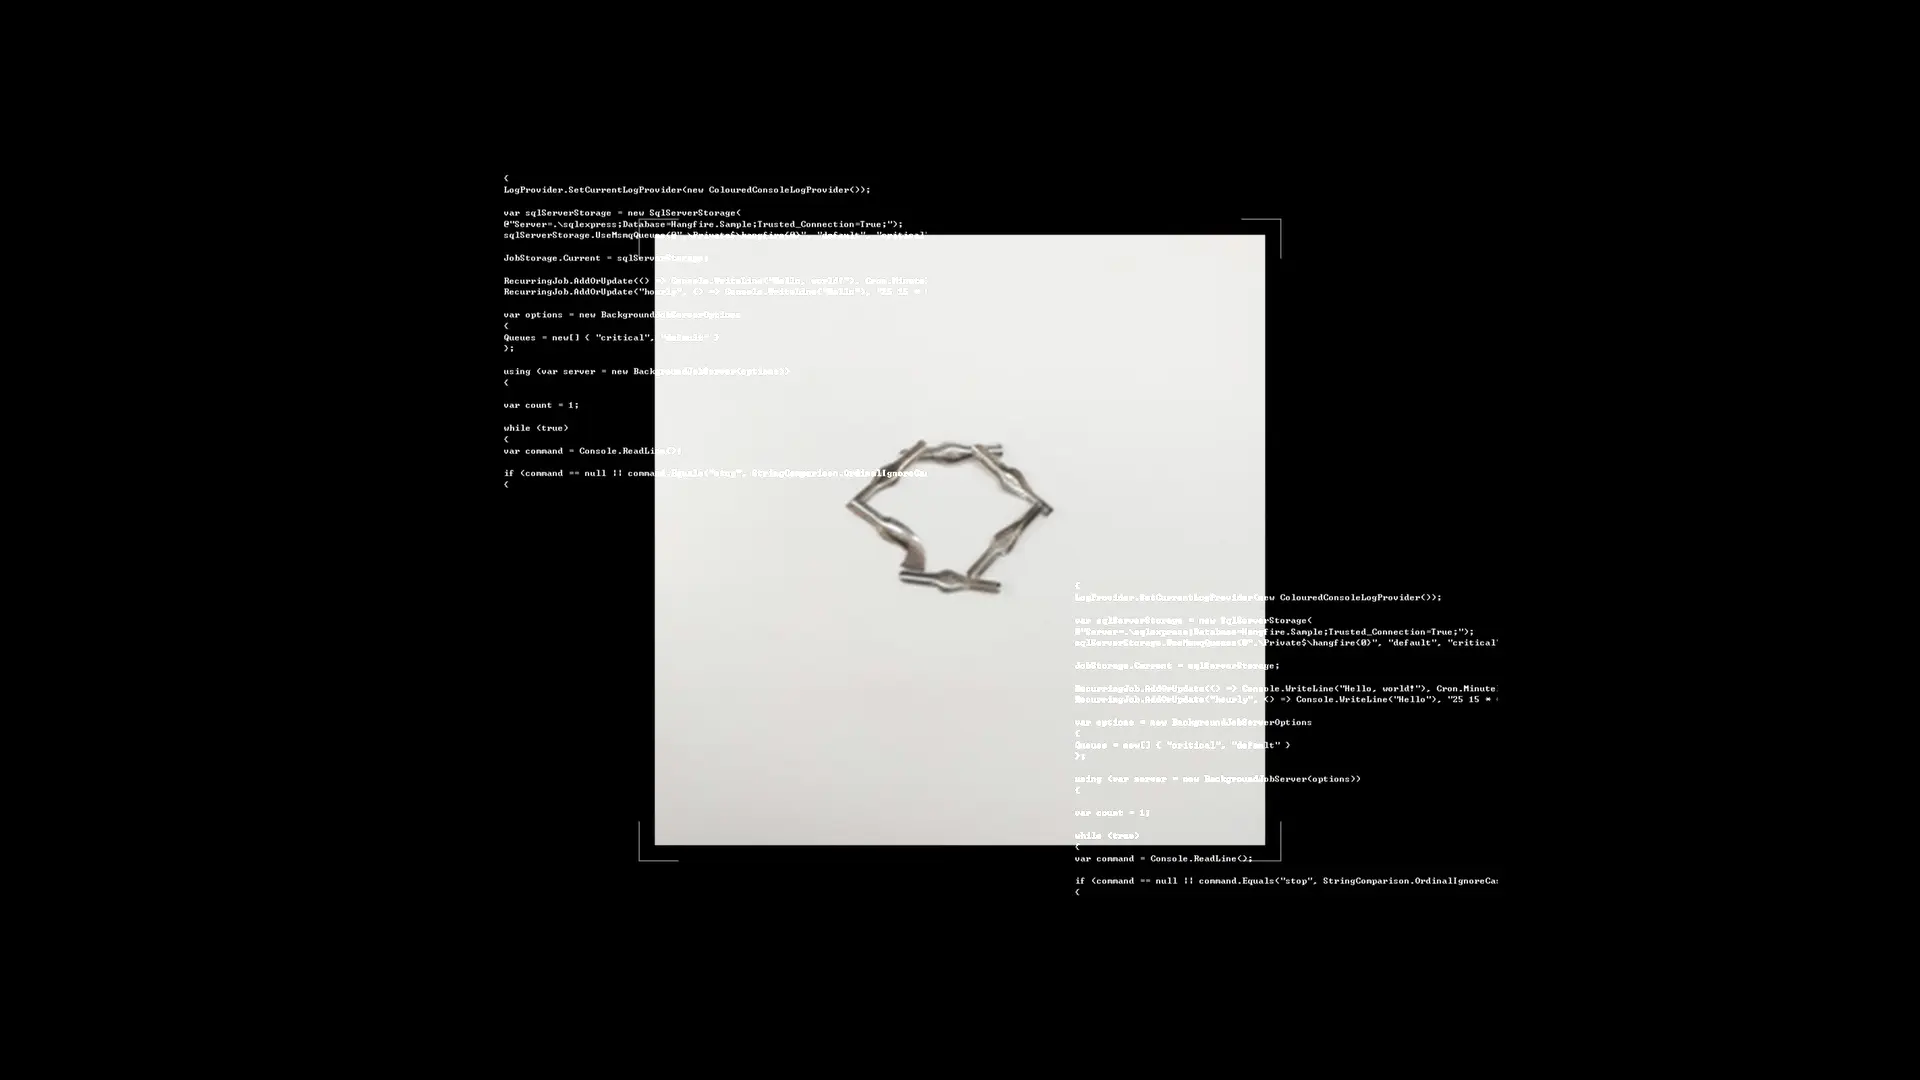 {
LogProvider.SetCurrentLogProvider(new ColouredConsoleLogProvider());
var sqlServerStorage = new SqlServerStorage(
@"Server=.\sqlexpress;Database=Hangfire.Sample;Trusted_Connection=True;");
sqlServerStorage.UseMsmqQueues(@".\Private$\hangfire{0}", "default", "critical"
JobStorage.Current = sqlServerStorage;
RecurringJob.AddOrUpdate(() => Console.WriteLine("Hello, world!"), Cron.Minute
RecurringJob.AddOrUpdate("hourly", () => Console.WriteLine("Hello"), "25 15 *
var options = new BackgroundJobServerOptions
{
Queues = new[] { "critical", "default" }
};
using (var server = new BackgroundJobServer(options))
{
var count = 1;
while (true)
{
var command = Console.ReadLine();
if (command == null || command.Equals("stop", StringComparison.OrdinalIgnoreCa
{
{
LogProvider.SetCurrentLogProvider(new ColouredConsoleLogProvider());
var sqlServerStorage = new SqlServerStorage(
@"Server=.\sqlexpress;Database=Hangfire.Sample;Trusted_Connection=True;");
sqlServerStorage.UseMsmqQueues(@".\Private$\hangfire{0}", "default", "critical"
JobStorage.Current = sqlServerStorage;
RecurringJob.AddOrUpdate(() => Console.WriteLine("Hello, world!"), Cron.Minute
RecurringJob.AddOrUpdate("hourly", () => Console.WriteLine("Hello"), "25 15 *
var options = new BackgroundJobServerOptions
{
Queues = new[] { "critical", "default" }
};
using (var server = new BackgroundJobServer(options))
{
var count = 1;
while (true)
{
var command = Console.ReadLine();
if (command == null || command.Equals("stop", StringComparison.OrdinalIgnoreCas
{